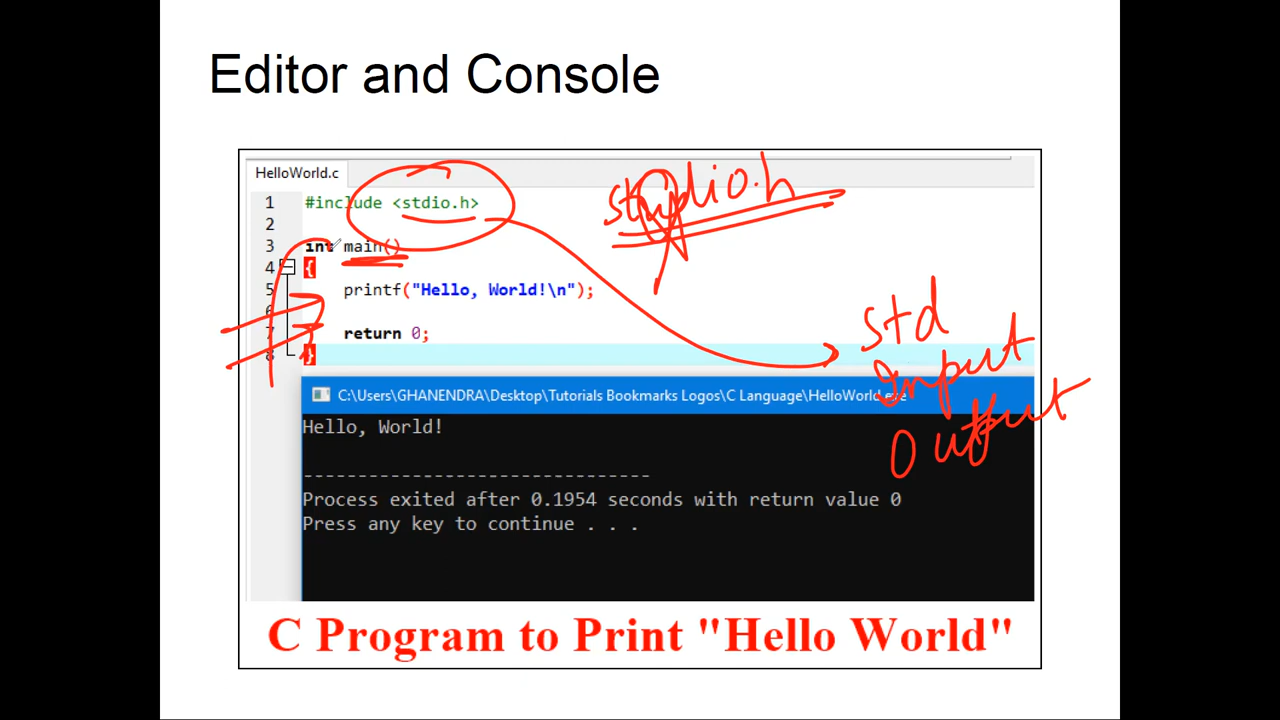 Editor and Console
HelloWorld.c
1 #include <stdio.h>
studio.h
2
3 int main()
4 {
5 printf("Hello, World!\n");
6
7 return 0;
8 }
std
Input
Output
C:\Users\GHANENDRA\Desktop\Tutorials Bookmarks Logos\C Language\HelloWorld.exe
Hello, World!
--------------------------------
Process exited after 0.1954 seconds with return value 0
Press any key to continue . . .
C Program to Print "Hello World"